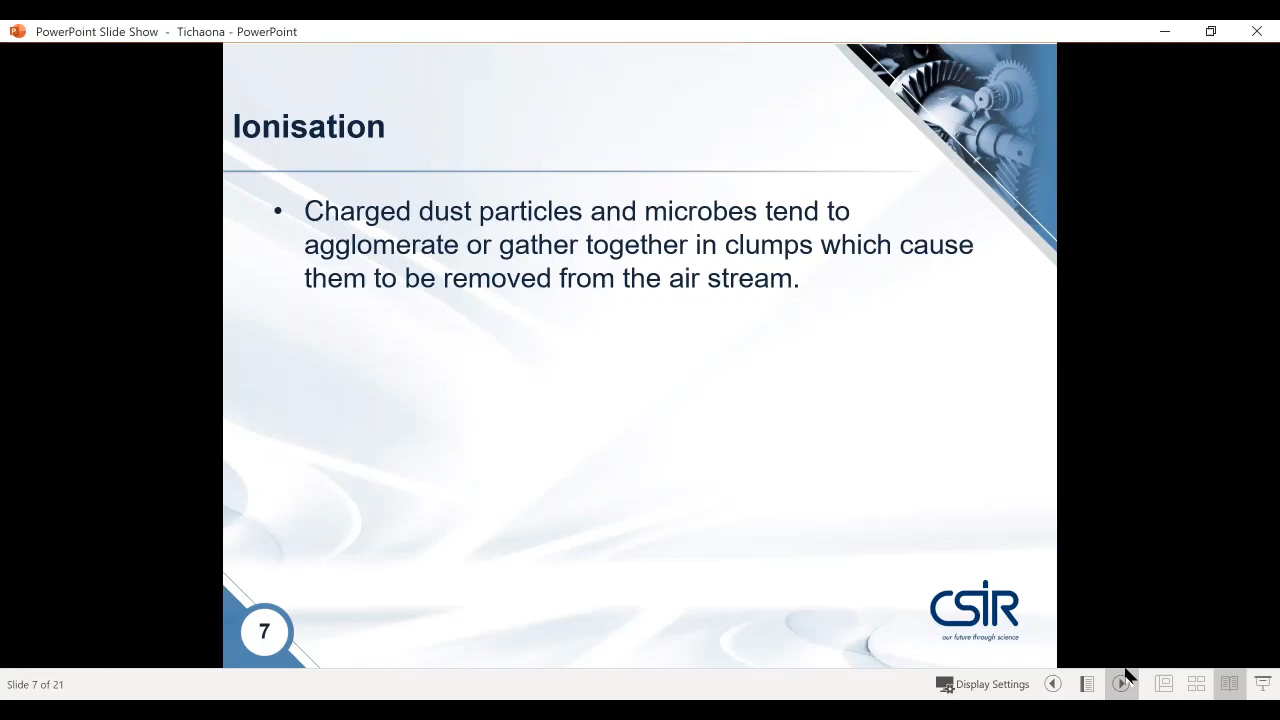 PowerPoint Slide Show - Tichaona - PowerPoint
Ionisation
• Charged dust particles and microbes tend to
agglomerate or gather together in clumps which cause
them to be removed from the air stream.
CSIR
our future through science
7
Slide 7 of 21
Display Settings